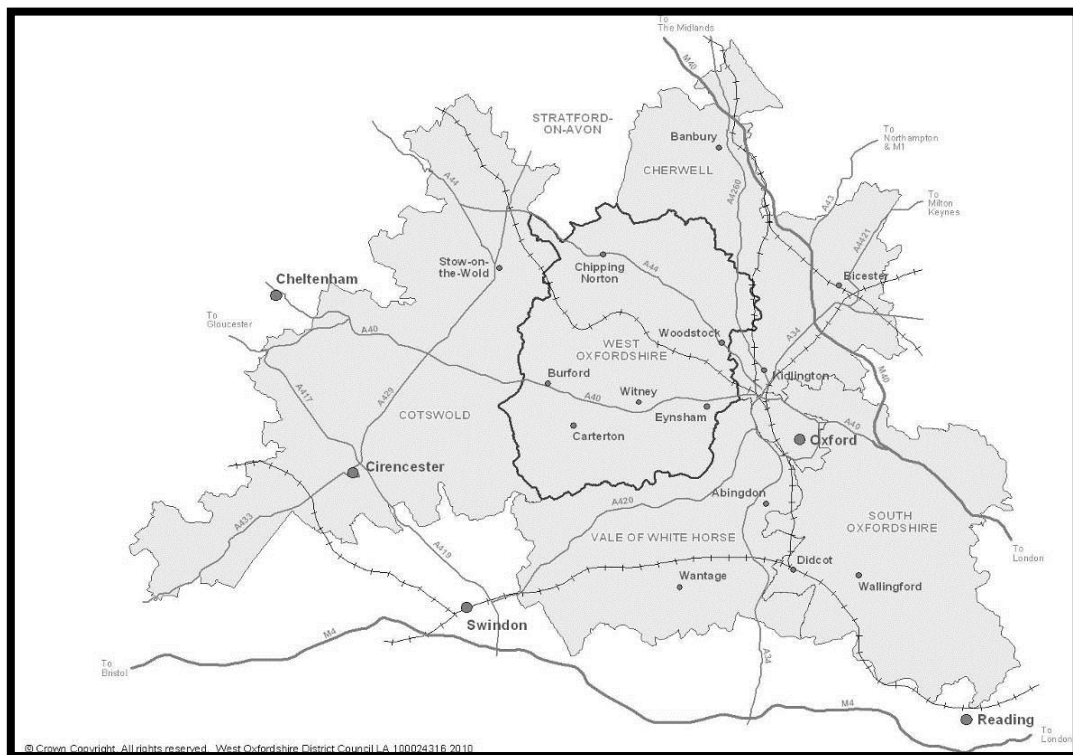 To
The Midlands
M40
STRATFORD-
ON-AVON
Banbury
To
Northampton
& M1
CHERWELL
A4260
A44
A43
To
Milton
Keynes
A4421
Stow-on-
the-Wold
Chipping
Norton
A44
Bicester
Cheltenham
To
Gloucester
A40
Woodstock
A34
WEST
OXFORDSHIRE
Burford
Kidlington
M40
A417
A429
Witney
A40
Eynsham
COTSWOLD
Carterton
A40
Oxford
Cirencester
A420
Abingdon
A433
SOUTH
OXFORDSHIRE
VALE OF WHITE HORSE
A419
To
London
Didcot
Wantage
Wallingford
Swindon
M4
To
Bristol
A34
M4
Reading
To
London
© Crown Copyright. All rights reserved. West Oxfordshire District Council LA 100024316 2010